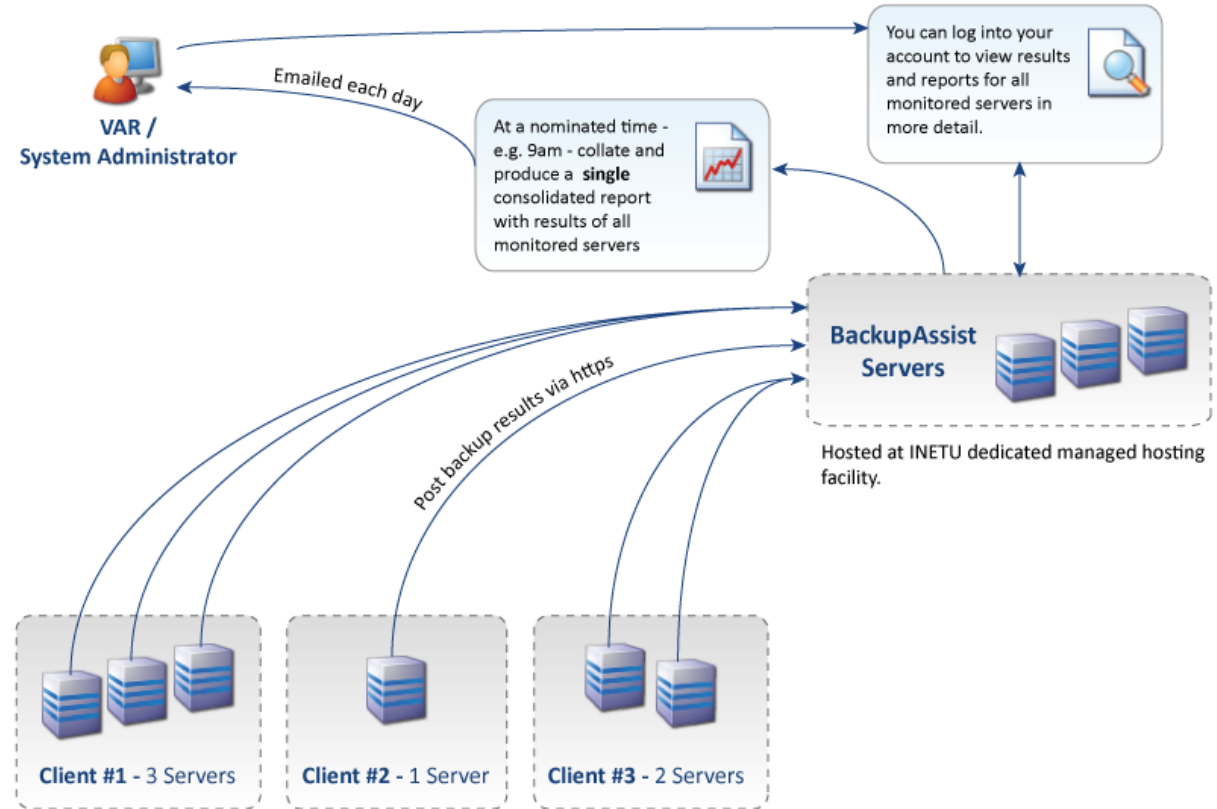 You can log into your
account to view results
and reports for all
monitored servers in
more detail.
Emailed each day
VAR /
System Administrator
At a nominated time -
e.g. 9am - collate and
produce a single
consolidated report
with results of all
monitored servers
BackupAssist
Servers
Hosted at INETU dedicated managed hosting
facility.
Post backup results via https
Client #1 - 3 Servers
Client #2 - 1 Server
Client #3 - 2 Servers